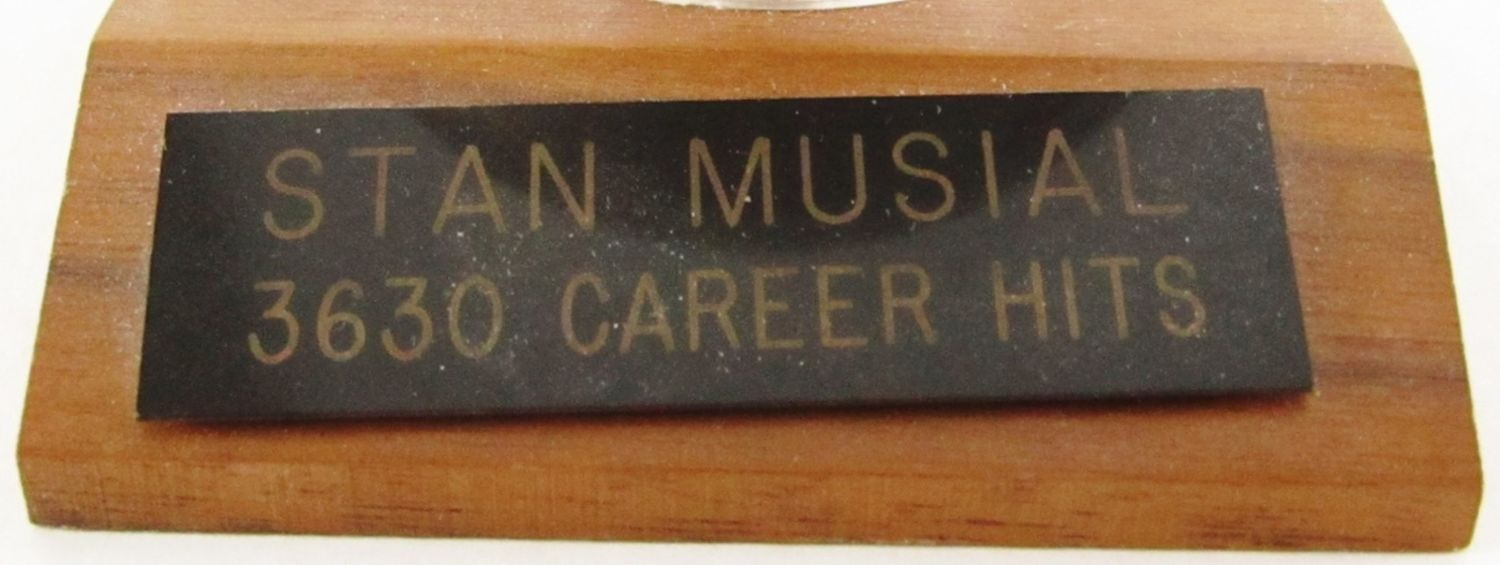 STAN MUSIAL
3630 CAREER HITS